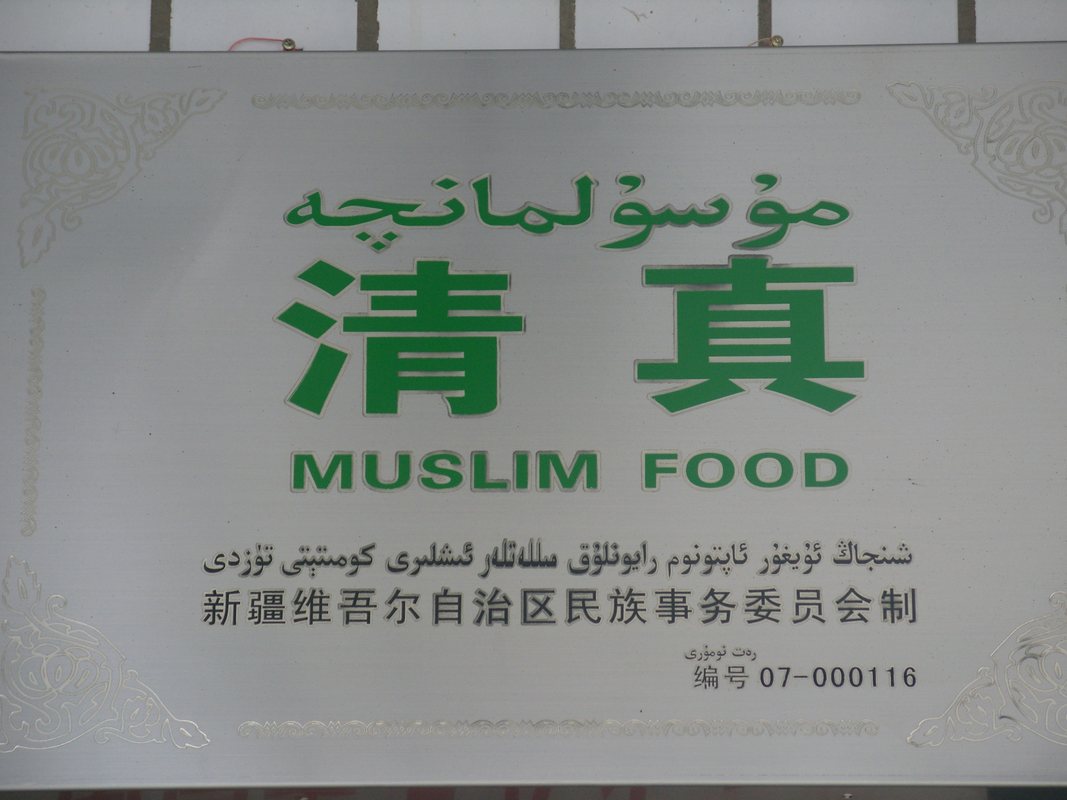 مۇسۇلمانچە
清真
MUSLIM FOOD
شىنجاڭ ئۇيغۇر ئاپتونوم رايونلۇق مىللەتلەر ئىشلىرى كومىتېتى تۈزدى
新疆维吾尔自治区民族事务委员会制
رەت نومۇرى
编号 07-000116